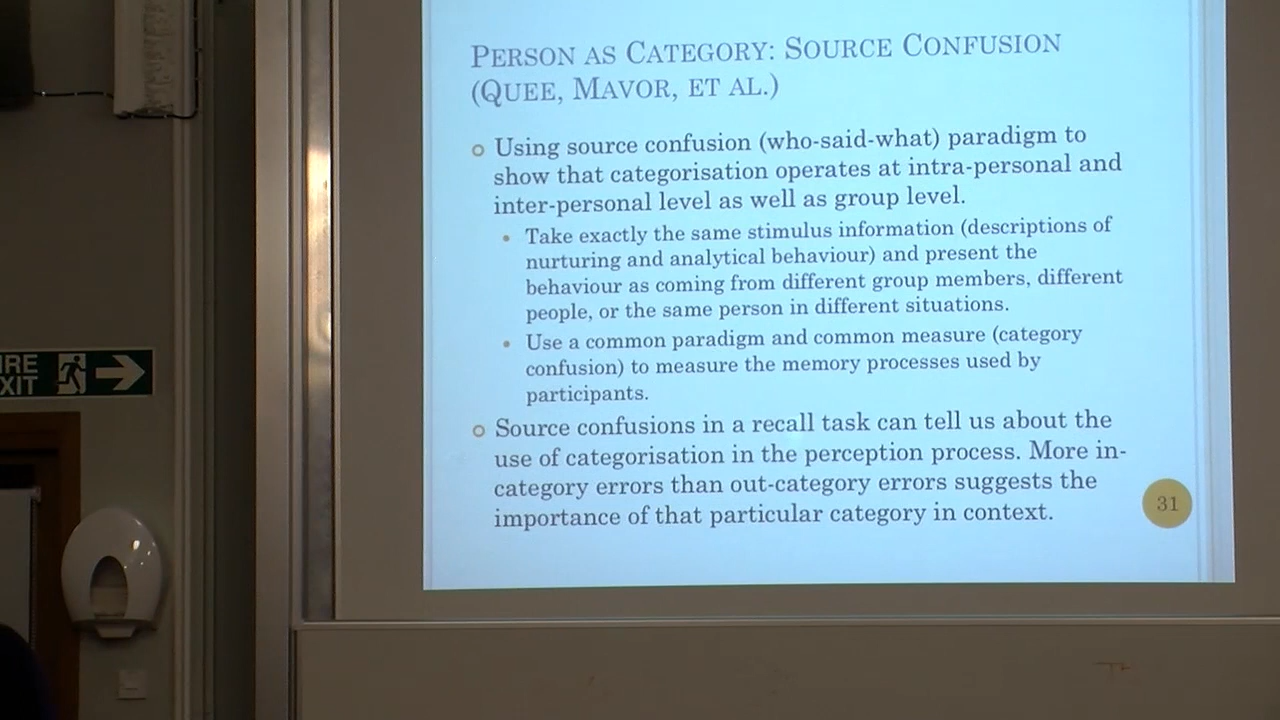 PERSON AS CATEGORY: SOURCE CONFUSION
(QUEE, MAVOR, ET AL.)
Using source confusion (who-said-what) paradigm to
show that categorisation operates at intra-personal and
inter-personal level as well as group level.
Take exactly the same stimulus information (descriptions of
nurturing and analytical behaviour) and present the
behaviour as coming from different group members, different
people, or the same person in different situations.
Use a common paradigm and common measure (category
confusion) to measure the memory processes used by
participants.
Source confusions in a recall task can tell us about the
use of categorisation in the perception process. More in-
category errors than out-category errors suggests the
importance of that particular category in context.
31
IRE
XIT